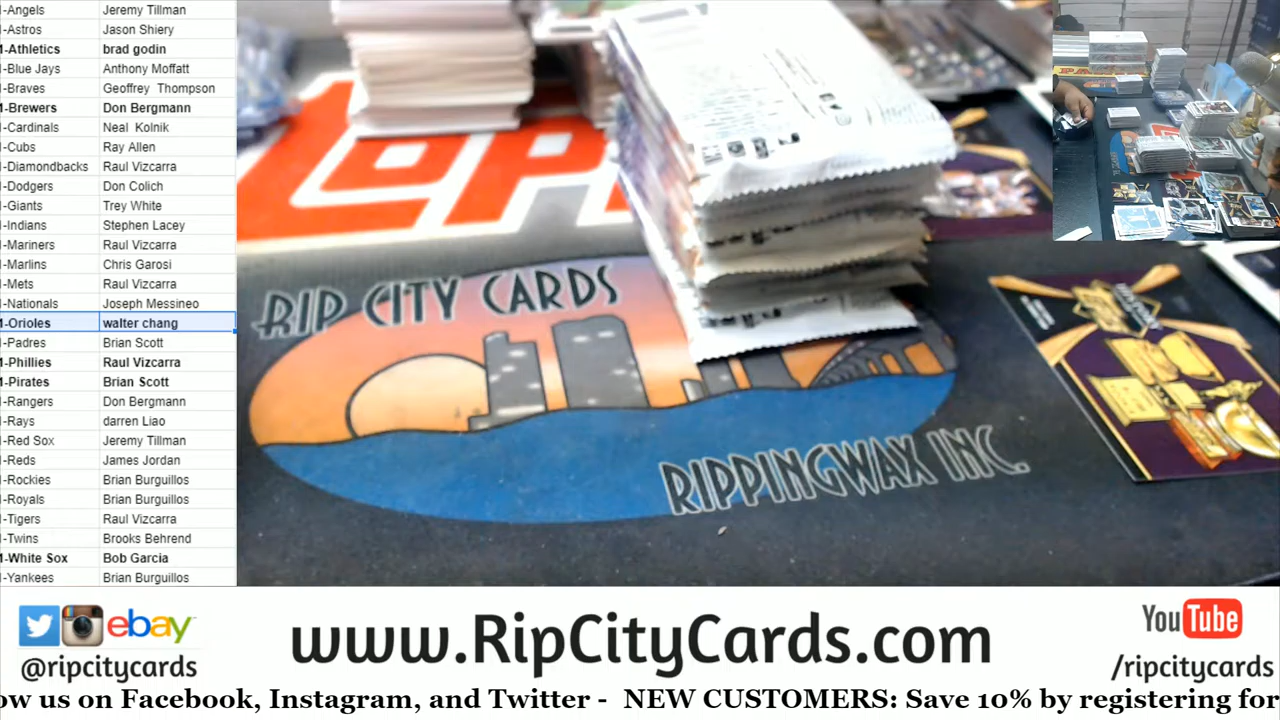 l-Angels Jeremy Tillman
l-Astros Jason Shiery
l-Athletics brad godin
l-Blue Jays Anthony Moffatt
l-Braves Geoffrey Thompson
l-Brewers Don Bergmann
l-Cardinals Neal Kolnik
l-Cubs Ray Allen
l-Diamondbacks Raul Vizcarra
l-Dodgers Don Colich
l-Giants Trey White
l-Indians Stephen Lacey
l-Mariners Raul Vizcarra
l-Marlins Chris Garosi
l-Mets Raul Vizcarra
l-Nationals Joseph Messineo
l-Orioles walter chang
l-Padres Brian Scott
l-Phillies Raul Vizcarra
l-Pirates Brian Scott
l-Rangers Don Bergmann
l-Rays darren Liao
l-Red Sox Jeremy Tillman
l-Reds James Jordan
l-Rockies Brian Burguillos
l-Royals Brian Burguillos
l-Tigers Raul Vizcarra
l-Twins Brooks Behrend
l-White Sox Bob Garcia
l-Yankees Brian Burguillos
TOPP
RIP CITY CARDS
RIPPINGWAX INC.
ebay
@ripcitycards
www.RipCityCards.com
YouTube
/ripcitycards
ow us on Facebook, Instagram, and Twitter - NEW CUSTOMERS: Save 10% by registering for